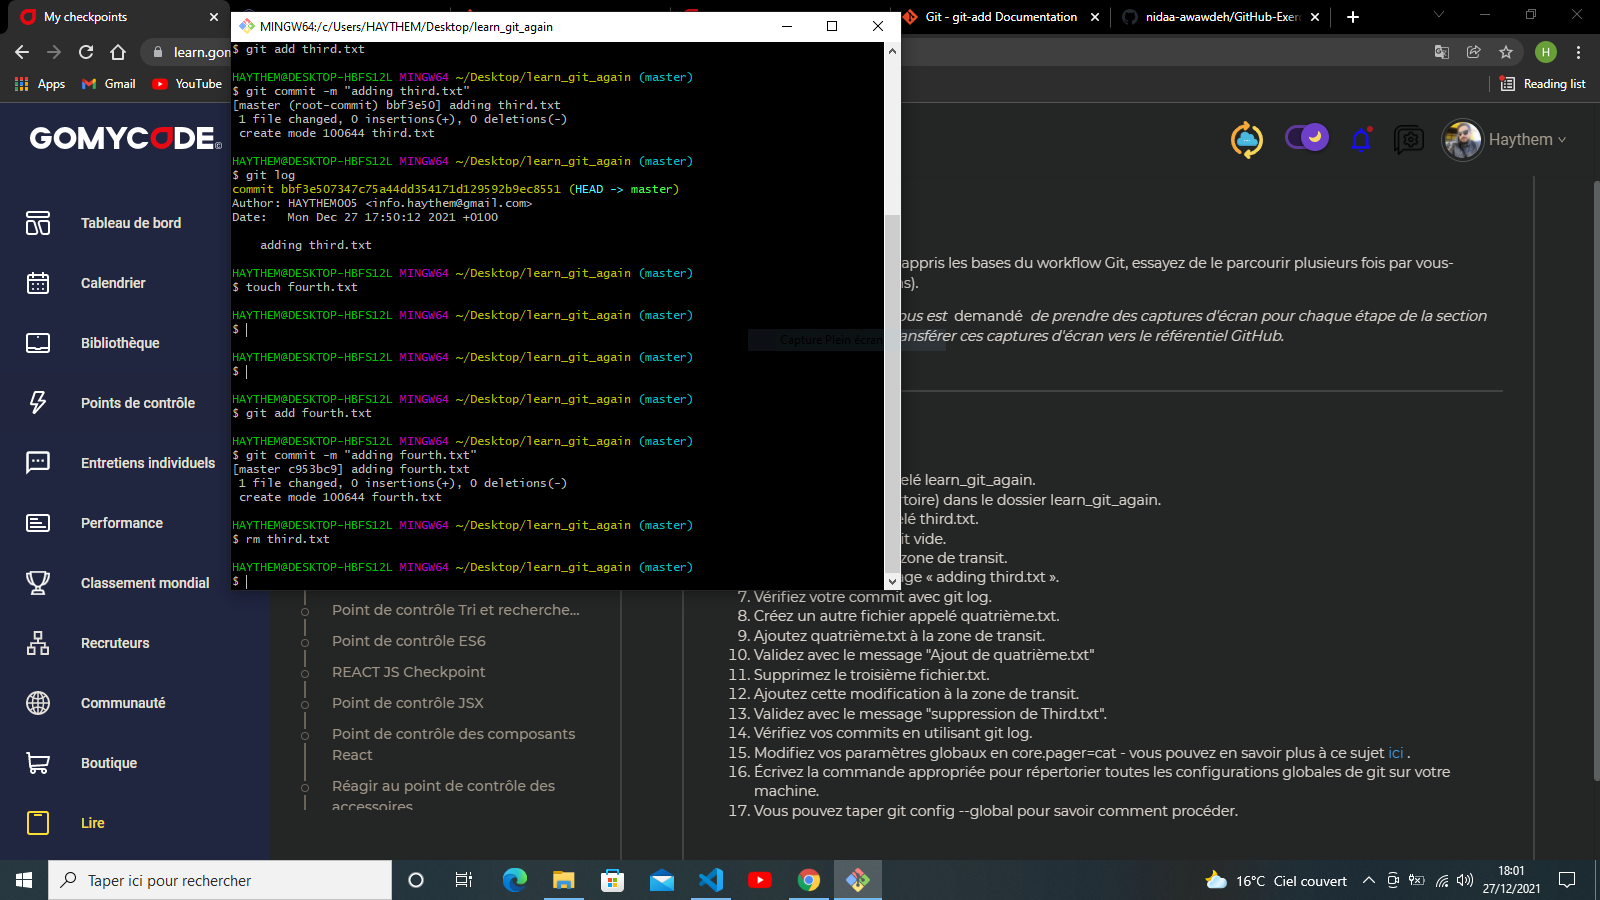 My checkpoints
MINGW64:/c/Users/HAYTHEM/Desktop/learn_git_again
Git - git-add Documentation
nidaa-awawdeh/GitHub-Exer
learn.gom
H
Apps
Gmail
YouTube
Reading list
GOMYCODE
Haythem
Tableau de bord
Calendrier
Bibliothèque
Points de contrôle
Entretiens individuels
Performance
Classement mondial
Recruteurs
Communauté
Boutique
Lire
$ git add third.txt
HAYTHEM@DESKTOP-HBFS12L MINGW64 ~/Desktop/learn_git_again (master)
$ git commit -m "adding third.txt"
[master (root-commit) bbf3e50] adding third.txt
1 file changed, 0 insertions(+), 0 deletions(-)
create mode 100644 third.txt
HAYTHEM@DESKTOP-HBFS12L MINGW64 ~/Desktop/learn_git_again (master)
$ git log
commit bbf3e507347c75a44dd354171d129592b9ec8551 (HEAD -> master)
Author: HAYTHEM005 <info.haythem@gmail.com>
Date:   Mon Dec 27 17:50:12 2021 +0100
adding third.txt
HAYTHEM@DESKTOP-HBFS12L MINGW64 ~/Desktop/learn_git_again (master)
$ touch fourth.txt
HAYTHEM@DESKTOP-HBFS12L MINGW64 ~/Desktop/learn_git_again (master)
$
HAYTHEM@DESKTOP-HBFS12L MINGW64 ~/Desktop/learn_git_again (master)
$
HAYTHEM@DESKTOP-HBFS12L MINGW64 ~/Desktop/learn_git_again (master)
$ git add fourth.txt
HAYTHEM@DESKTOP-HBFS12L MINGW64 ~/Desktop/learn_git_again (master)
$ git commit -m "adding fourth.txt"
[master c953bc9] adding fourth.txt
1 file changed, 0 insertions(+), 0 deletions(-)
create mode 100644 fourth.txt
HAYTHEM@DESKTOP-HBFS12L MINGW64 ~/Desktop/learn_git_again (master)
$ rm third.txt
HAYTHEM@DESKTOP-HBFS12L MINGW64 ~/Desktop/learn_git_again (master)
$
Capture Plein écran
Point de contrôle Tri et recherche...
Point de contrôle ES6
REACT JS Checkpoint
Point de contrôle JSX
Point de contrôle des composants
React
Réagir au point de contrôle des
accessoires
appris les bases du workflow Git, essayez de le parcourir plusieurs fois par vous-
ns).
ous est demandé de prendre des captures d'écran pour chaque étape de la section
ansférer ces captures d'écran vers le référentiel GitHub.
elé learn_git_again.
rtoire) dans le dossier learn_git_again.
elé third.txt.
it vide.
zone de transit.
age « adding third.txt ».
7. Vérifiez votre commit avec git log.
8. Créez un autre fichier appelé quatrième.txt.
9. Ajoutez quatrième.txt à la zone de transit.
10. Validez avec le message "Ajout de quatrième.txt"
11. Supprimez le troisième fichier.txt.
12. Ajoutez cette modification à la zone de transit.
13. Validez avec le message "suppression de Third.txt".
14. Vérifiez vos commits en utilisant git log.
15. Modifiez vos paramètres globaux en core.pager=cat - vous pouvez en savoir plus à ce sujet ici .
16. Écrivez la commande appropriée pour répertorier toutes les configurations globales de git sur votre
machine.
17. Vous pouvez taper git config --global pour savoir comment procéder.
Taper ici pour rechercher
16°C Ciel couvert
18:01
27/12/2021